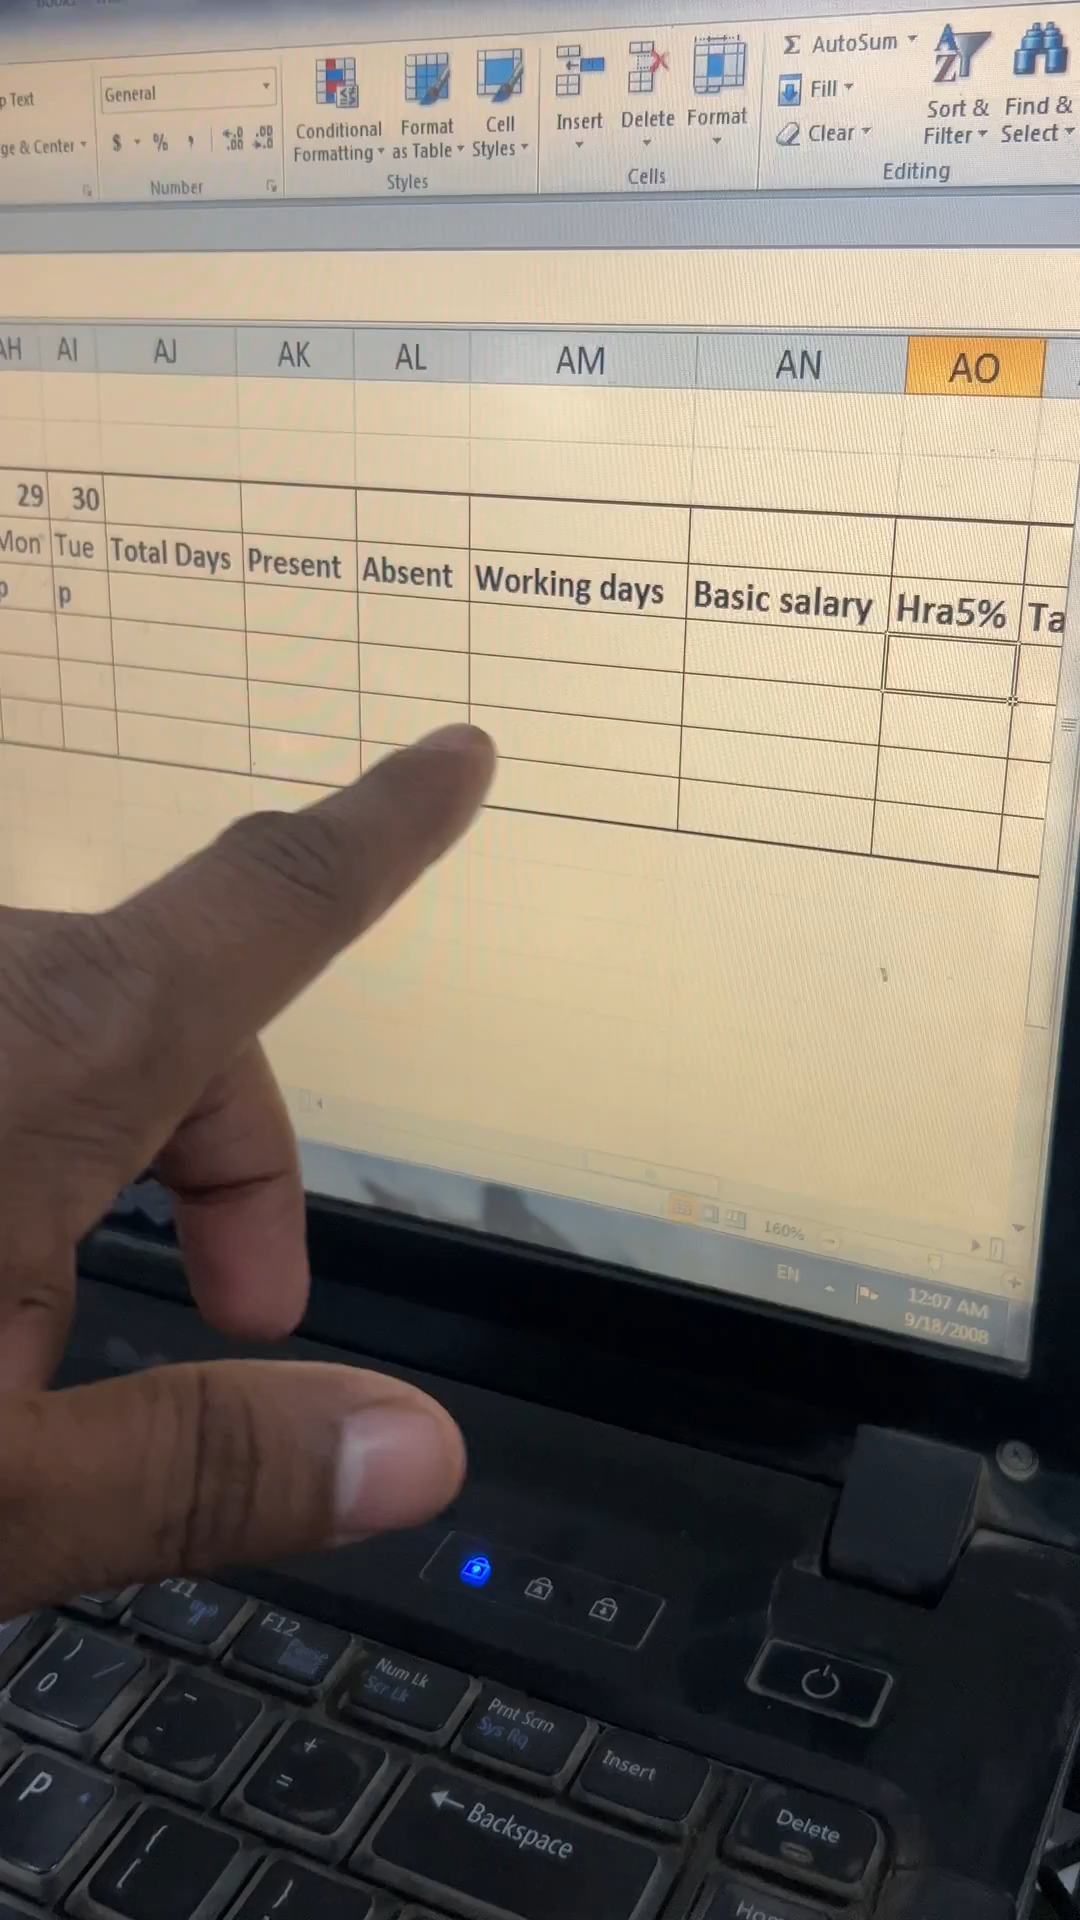 p Text
General
ge & Center
$ % ,
Number
Conditional Formatting
Format as Table
Cell Styles
Styles
Insert
Delete
Format
Cells
Σ AutoSum
Fill
Clear
Sort & Filter
Find & Select
Editing
AH AI AJ AK AL AM AN AO
29 30
Mon Tue Total Days Present Absent Working days Basic salary Hra5% Ta
p p
160%
EN
12:07 AM
9/18/2008
F11
F12
Pause
Num Lk
Scr Lk
Prnt Scrn
Sys Rq
Insert
Delete
)
0
-
+
=
Backspace
P
{
[
}
Hom